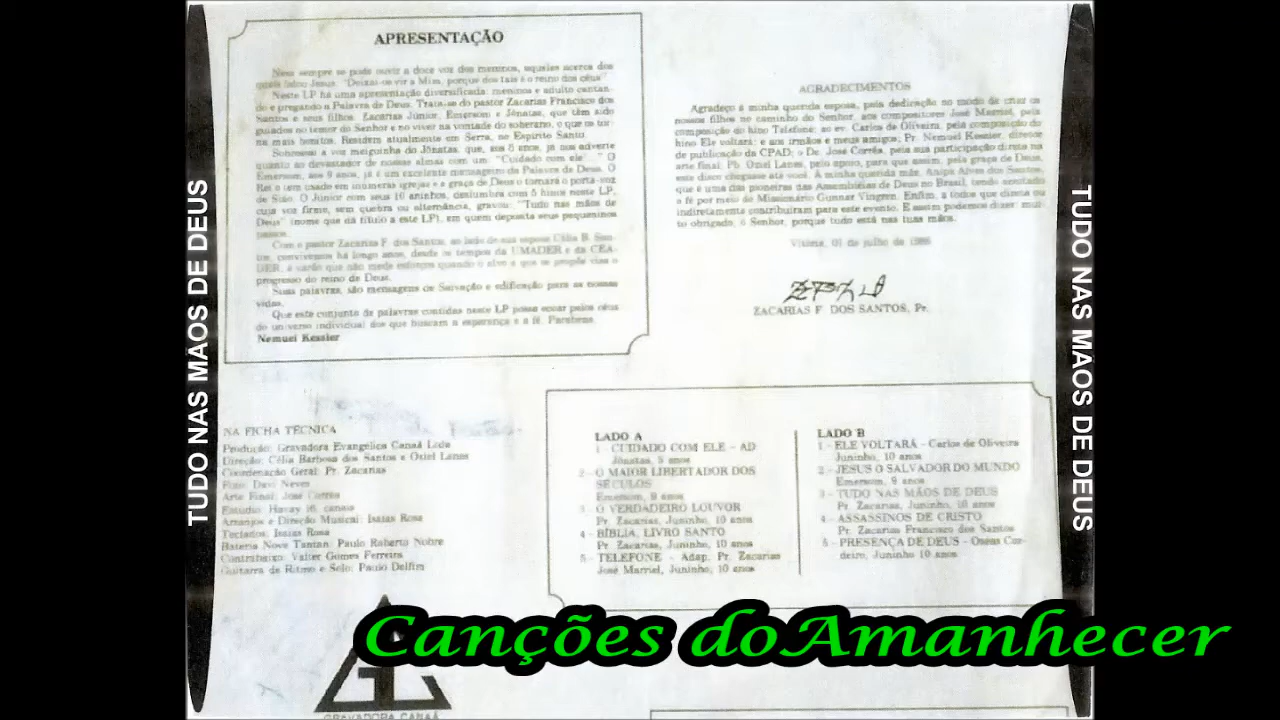 TUDO NAS MAOS DE DEUS
APRESENTAÇÃO
Nem sempre se pode ouvir a doce voz dos meninos, aqueles acerca dos
quais falou Jesus: "Deixai-os vir a Mim, porque dos tais é o reino dos céus"
Neste LP há uma apresentação diversificada: meninos e adulto cantan-
do e pregando a Palavra de Deus. Trata-se do pastor Zacarias Francisco dos
Santos e seus filhos. Zacarias Júnior, Emerson e Jônatas, que têm sido
guiados no temor do Senhor e no viver na vontade do soberano, o que os tor-
na mais bonitos. Residem atualmente em Serra, no Espírito Santo.
Sobressai a voz meiguinha do Jônatas, que, aos 5 anos, já nos adverte
quanto ao devastador de nossas almas com um "Cuidado com ele". O
Emerson, aos 9 anos, já é um excelente mensageiro da Palavra de Deus. O
Rei o tem usado em inúmeras igrejas e a graça de Deus o tornará o porta-voz
de Sião. O Júnior com seus 10 aninhos, deslumbra com 5 hinos neste LP,
cuja voz firme, sem quebra ou alternância, gravou: "Tudo nas mãos de
Deus" (nome que dá título a este LP), em quem deposita seus pequeninos
passos.
Com o pastor Zacarias F. dos Santos, ao lado de sua esposa Célia B. San-
tos, convivemos há longo anos, desde os tempos da UMADER e da CEA-
DER, é varão que não mede esforços quando o alvo a que se propõe visa o
progresso do reino de Deus.
Suas palavras, são mensagens de Salvação e edificação para as nossas
vidas.
Que este conjunto de palavras contidas neste LP possa ecoar pelos céus
do universo individual dos que buscam a esperança e a fé. Parabéns.
Nemuel Kessler
AGRADECIMENTOS
Agradeço à minha querida esposa, pela dedicação no modo de criar os
nossos filhos no caminho do Senhor, aos compositores José Marriel, pela
composição do hino Telefone; ao ev. Carlos de Oliveira, pela composição do
hino Ele voltará; e aos irmãos e meus amigos; Pr. Nemuel Kessler, diretor
de publicação da CPAD; o Dr. José Corrêa, pela sua participação direta na
arte final; Pb. Oziel Lanes, pelo apoio, para que assim, pela graça de Deus,
este disco chegasse até você. À minha querida mãe, Alves dos Santos,
que é uma das pioneiras das Assembléias de Deus no Brasil, tendo aceitado
a fé por meio do Missionário Gunnar Vingren. Enfim, a todos que direta ou
indiretamente contribuiram para este evento. E assim podemos dizer: mui-
to obrigado, ó Senhor, porque tudo está nas tuas mãos.
Vitória, 01 de julho de
ZACARIAS F. DOS SANTOS, Pr.
TUDO NAS MAOS DE DEUS
NA FICHA TÉCNICA
Produção: Gravadora Evangélica Canaã Ltda
Direção: Célia Barbosa dos Santos e Oziel Lanes
Coordenação Geral: Pr. Zacarias
Foto: Davi Neves
Arte Final: José Corrêa
Estúdio: Havay 16 canais
Arranjos e Direção Musical: Isaias Rosa
Teclados: Isaias Rosa
Bateria Nove Tantan: Paulo Roberto Nobre
Contrabaixo: Valter Gomes Ferreira
Guitarra de Ritmo e Solo: Paulo Delfim
LADO A
1 - CUIDADO COM ELE - AD
Jônatas, 5 anos
2 - O MAIOR LIBERTADOR DOS
SÉCULOS
Emerson, 9 anos
3 - O VERDADEIRO LOUVOR
Pr. Zacarias, Juninho, 10 anos
4 - BÍBLIA, LIVRO SANTO
Pr. Zacarias, Juninho, 10 anos
5 - TELEFONE - Adap. Pr. Zacarias
José Marriel, Juninho, 10 anos
LADO B
1 - ELE VOLTARÁ - Carlos de Oliveira
Juninho, 10 anos
2 - JESUS O SALVADOR DO MUNDO
Emerson, 9 anos
3 - TUDO NAS MÃOS DE DEUS
Pr. Zacarias, Juninho, 10 anos
4 - ASSASSINOS DE CRISTO
Pr. Zacarias Francisco dos Santos
5 - PRESENÇA DE DEUS - Oséas Cor-
deiro, Juninho 10 anos
Canções do Amanhecer
GRAVADORA CANAÃ